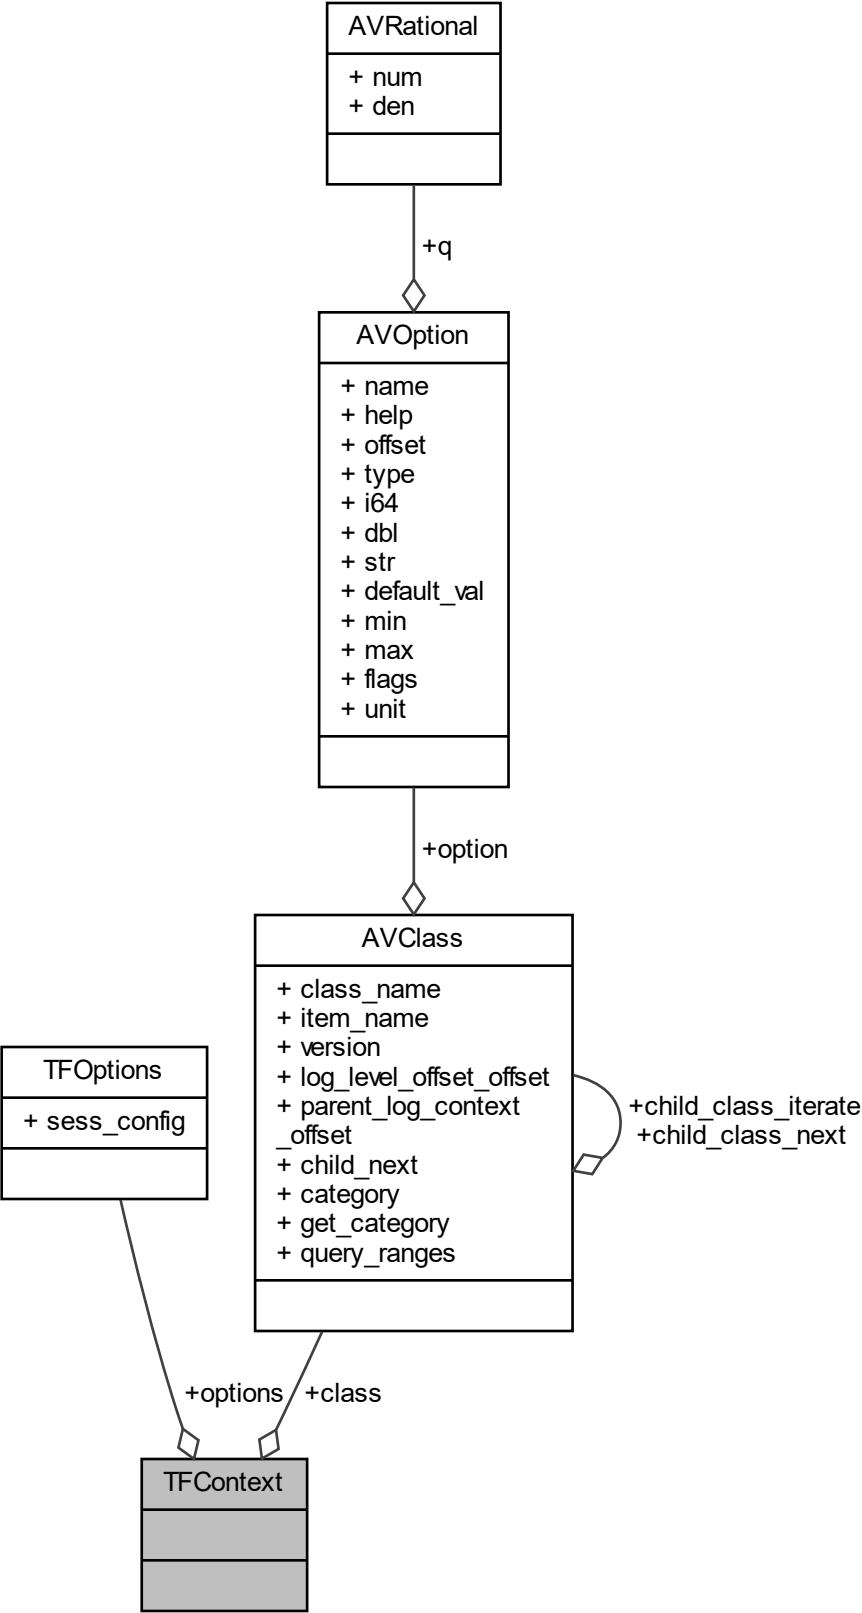 AVRational
+ num
+ den
+q
AVOption
+ name
+ help
+ offset
+ type
+ i64
+ dbl
+ str
+ default_val
+ min
+ max
+ flags
+ unit
+option
AVClass
+ class_name
+ item_name
+ version
+ log_level_offset_offset
+ parent_log_context
_offset
+ child_next
+ category
+ get_category
+ query_ranges
+child_class_iterate
+child_class_next
TFOptions
+ sess_config
+options
+class
TFContext